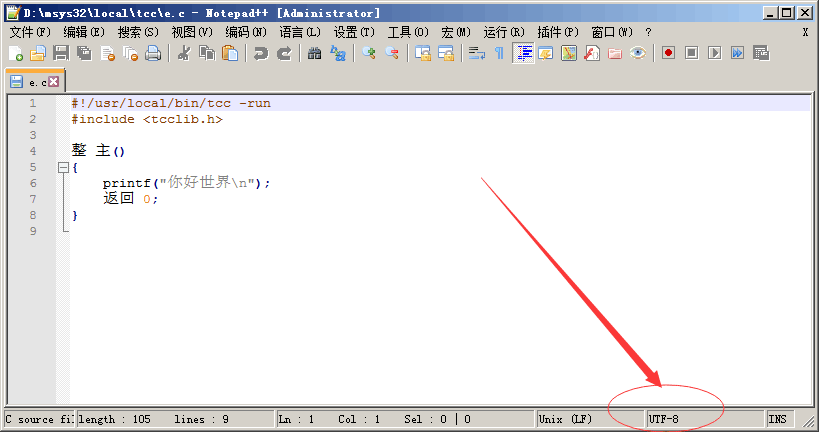 D:\msys32\local\tcc\e.c - Notepad++ [Administrator]
文件(F) 编辑(E) 搜索(S) 视图(V) 编码(N) 语言(L) 设置(T) 工具(O) 宏(M) 运行(R) 插件(P) 窗口(W) ? X
e.c
1 #!/usr/local/bin/tcc -run
2 #include <tcclib.h>
3
4 整 主()
5 {
6 printf("你好世界\n");
7 返回 0;
8 }
9
C source fi length : 105 lines : 9 Ln : 1 Col : 1 Sel : 0 | 0 Unix (LF) UTF-8 INS